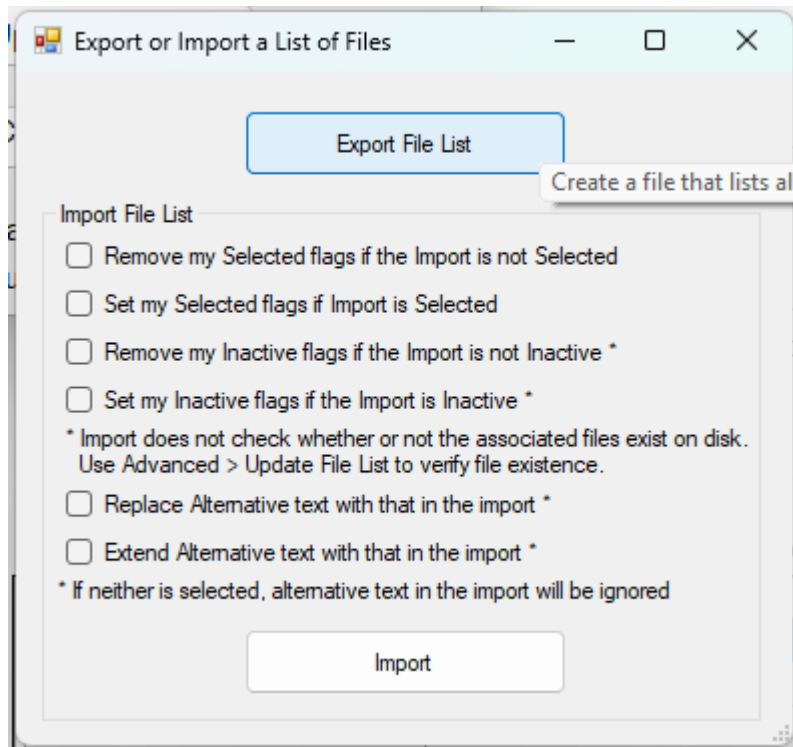 Export or Import a List of Files
Export File List
Create a file that lists
Import File List
Remove my Selected flags if the Import is not Selected
Set my Selected flags if Import is Selected
Remove my Inactive flags if the Import is not Inactive *
Set my Inactive flags if the Import is Inactive *
* Import does not check whether or not the associated files exist on disk.
Use Advanced > Update File List to verify file existence.
Replace Alternative text with that in the import *
Extend Alternative text with that in the import *
* If neither is selected, alternative text in the import will be ignored
Import